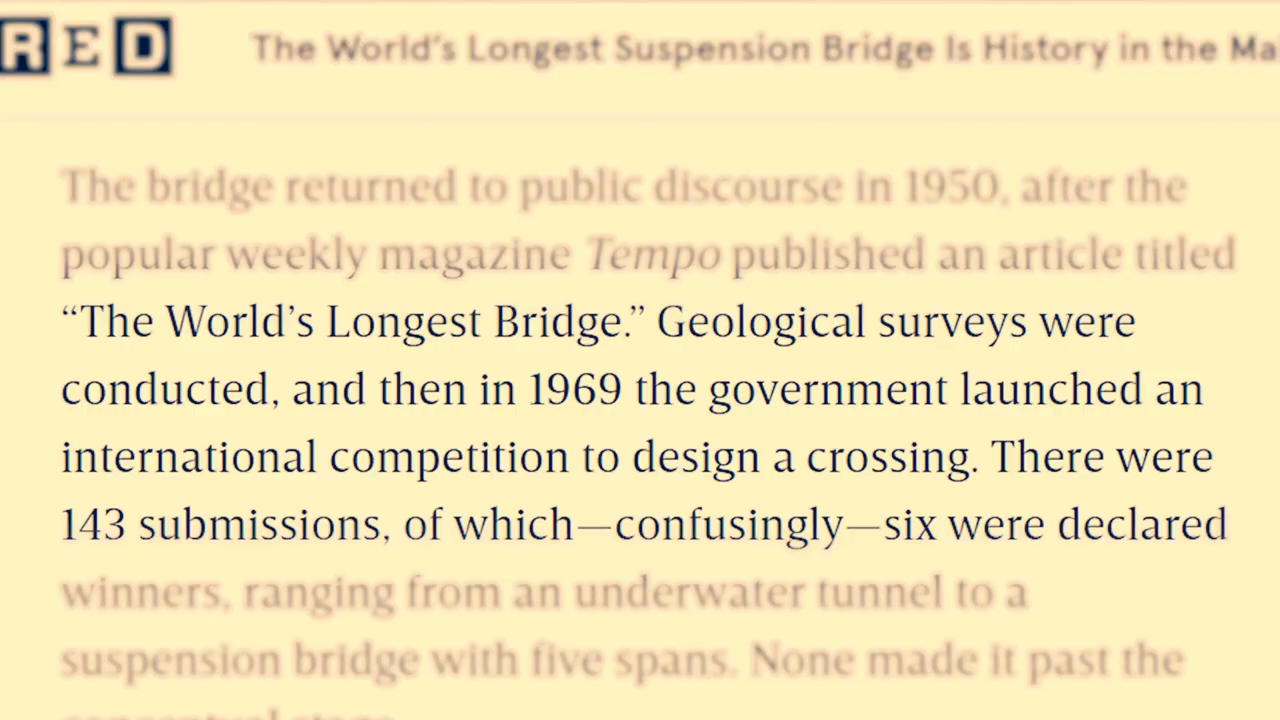 RED
The World's Longest Suspension Bridge Is History in the Ma
The bridge returned to public discourse in 1950, after the
popular weekly magazine Tempo published an article titled
“The World’s Longest Bridge.” Geological surveys were
conducted, and then in 1969 the government launched an
international competition to design a crossing. There were
143 submissions, of which—confusingly—six were declared
winners, ranging from an underwater tunnel to a
suspension bridge with five spans. None made it past the
conceptual stage.